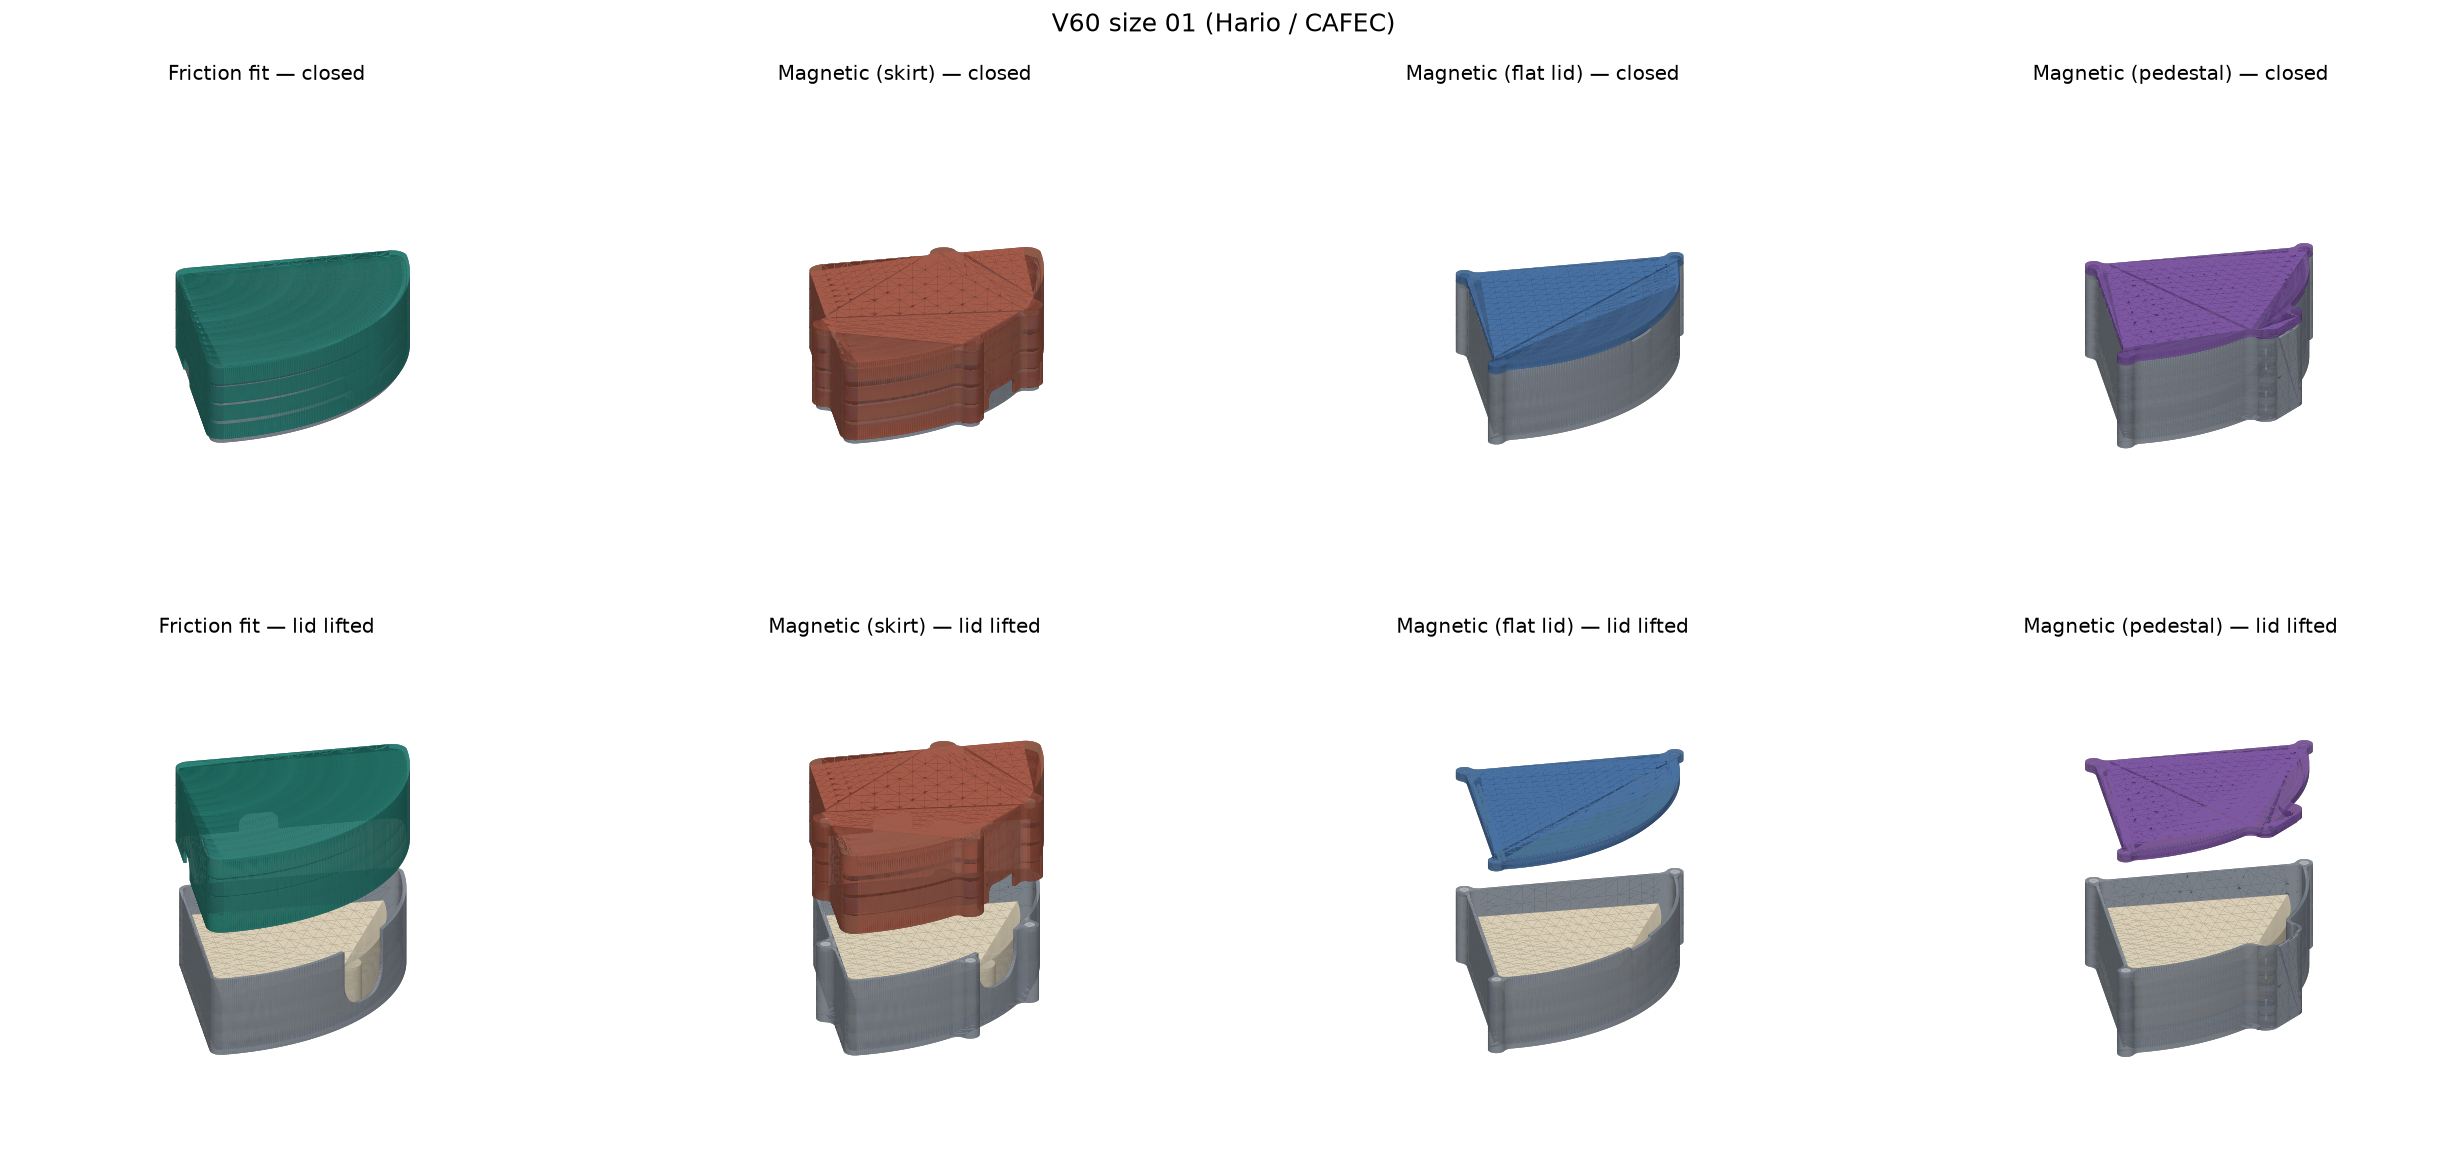 V60 size 01 (Hario / CAFEC)
Friction fit — closed
Magnetic (skirt) — closed
Magnetic (flat lid) — closed
Magnetic (pedestal) — closed
Friction fit — lid lifted
Magnetic (skirt) — lid lifted
Magnetic (flat lid) — lid lifted
Magnetic (pedestal) — lid lifted